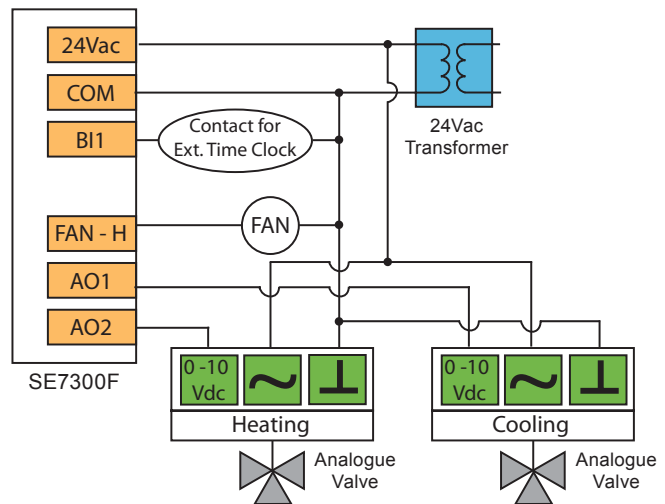 24Vac
COM
BI1
FAN - H
AO1
AO2
SE7300F
Contact for
Ext. Time Clock
FAN
24Vac
Transformer
0 -10
Vdc
Heating
Analogue
Valve
0 -10
Vdc
Cooling
Analogue
Valve